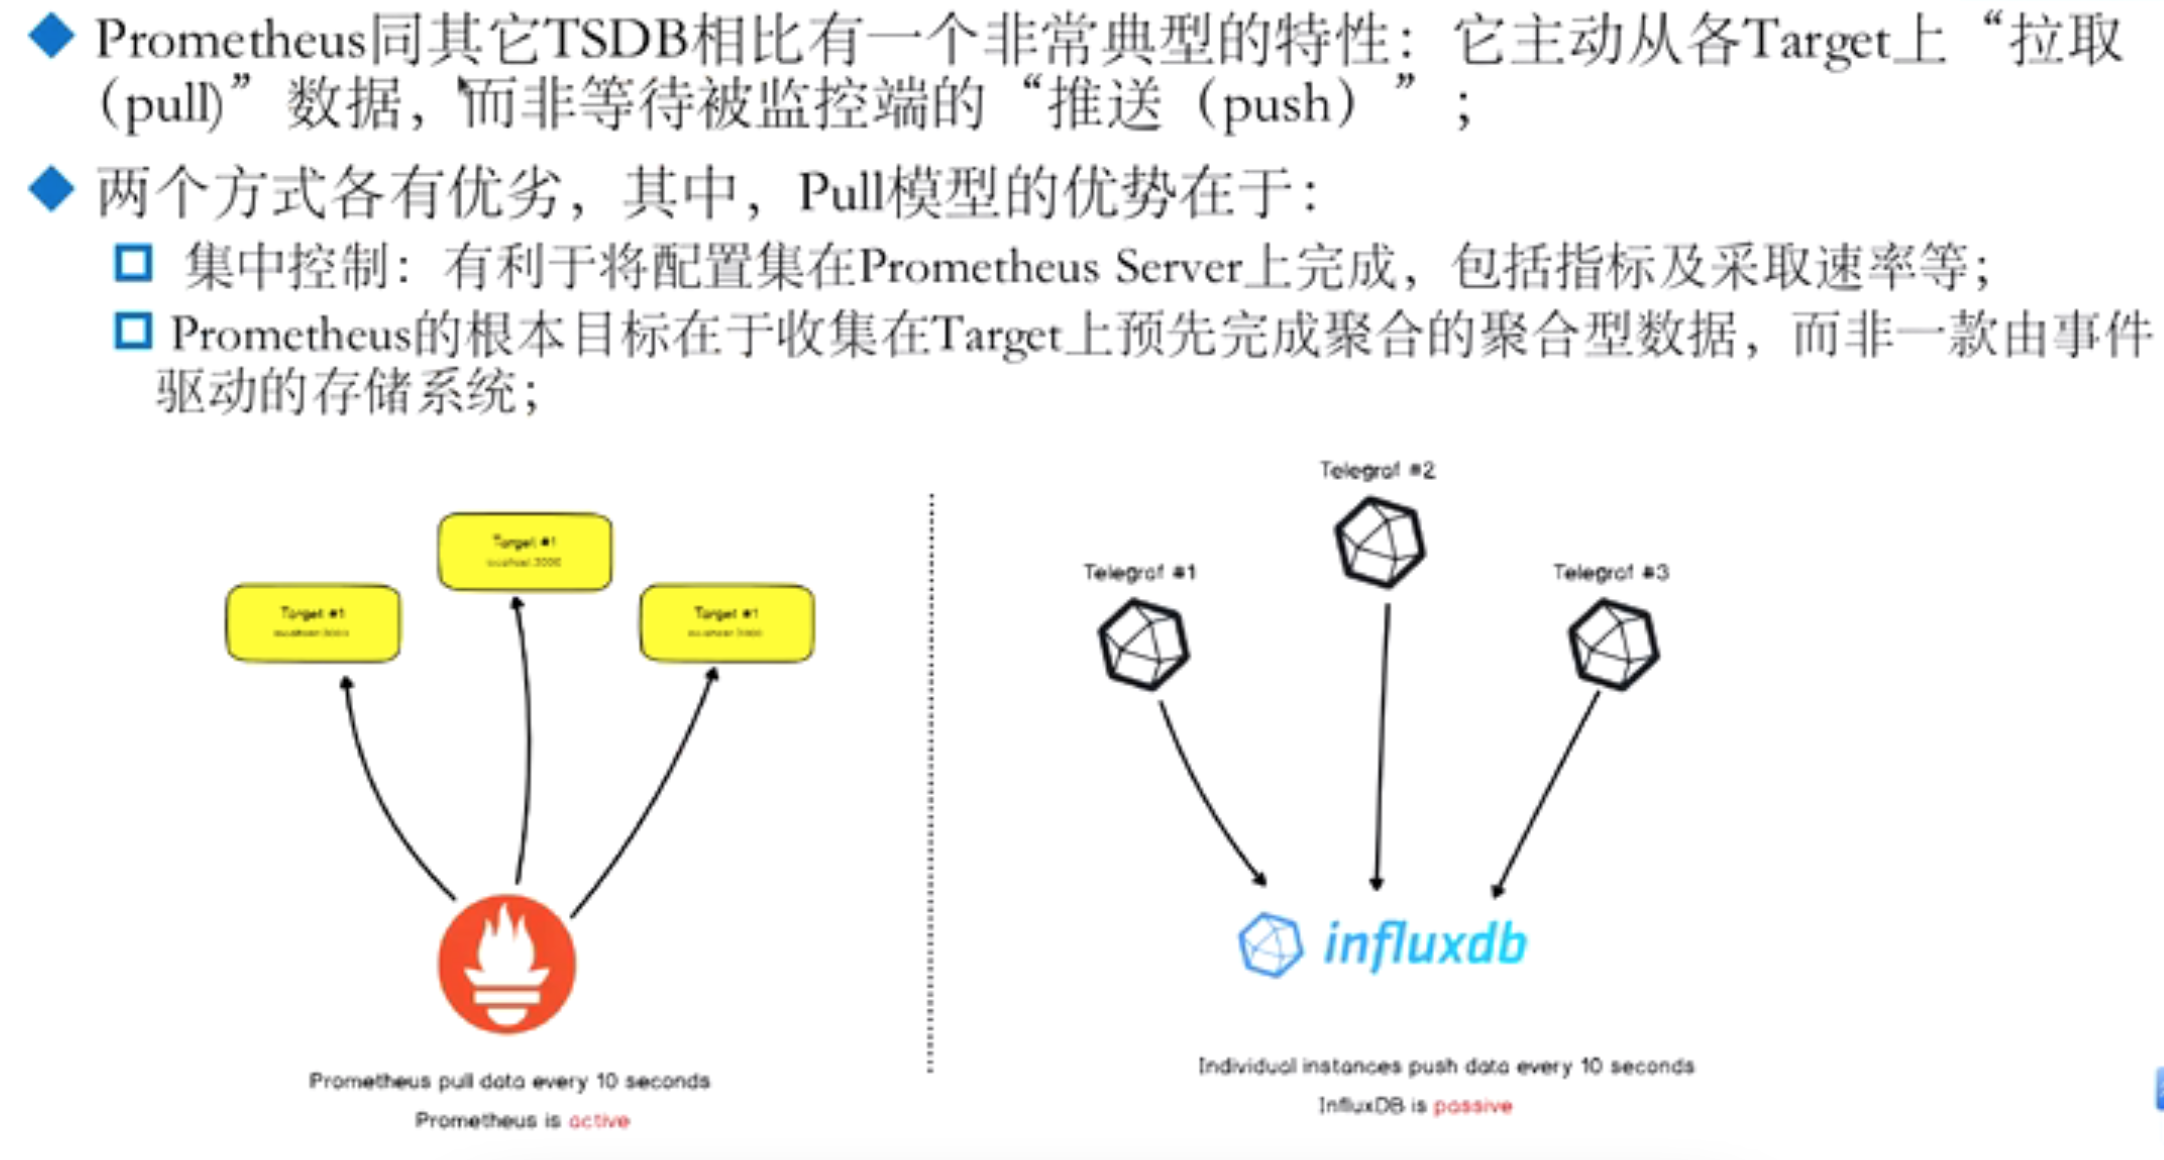 Prometheus同其它TSDB相比有一个非常典型的特性：它主动从各Target上“拉取
（pull)”数据，而非等待被监控端的“推送（push）”；
两个方式各有优劣，其中，Pull模型的优势在于：
集中控制：有利于将配置集在Prometheus Server上完成，包括指标及采取速率等；
Prometheus的根本目标在于收集在Target上预先完成聚合的聚合型数据，而非一款由事件
驱动的存储系统；
Target #1
Target #1
Target #1
Prometheus pull data every 10 seconds
Prometheus is active
Telegraf #2
Telegraf #1
Telegraf #3
influxdb
Individual instances push data every 10 seconds
InfluxDB is passive